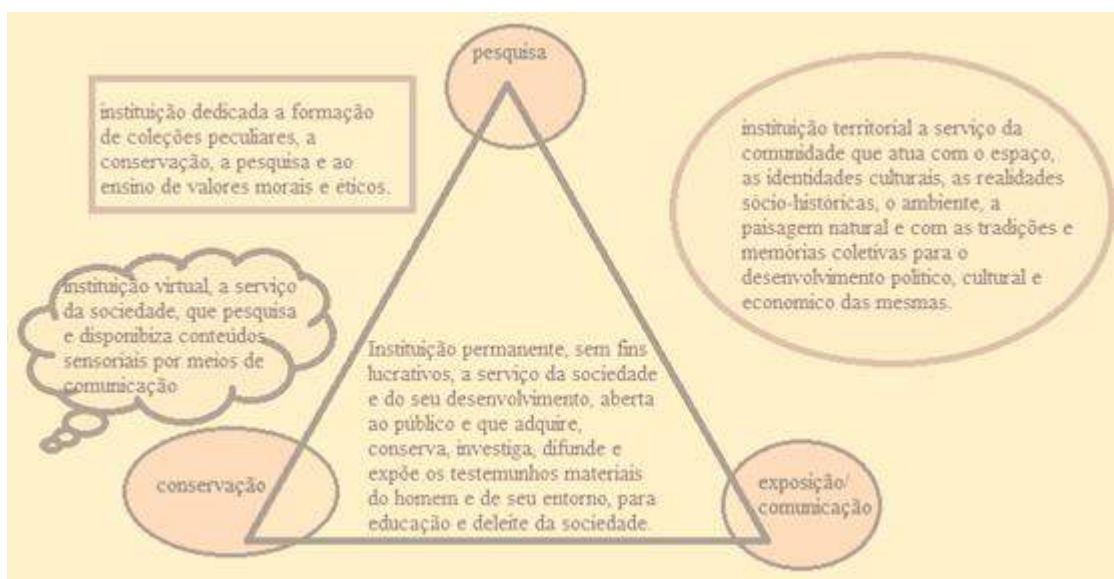 pesquisa
instituição dedicada a formação
de coleções peculiares, a
conservação, a pesquisa e ao
ensino de valores morais e éticos.
instituição territorial a serviço da
comunidade que atua com o espaço,
as identidades culturais, as realidades
sócio-históricas, o ambiente, a
paisagem natural e com as tradições e
memórias coletivas para o
desenvolvimento politico, cultural e
economico das mesmas.
instituição virtual, a serviço
da sociedade, que pesquisa
e disponibiza conteúdos
sensoriais por meios de
comunicação
Instituição permanente, sem fins
lucrativos, a serviço da sociedade
e do seu desenvolvimento, aberta
ao público e que adquire,
conserva, investiga, difunde e
expõe os testemunhos materiais
do homem e de seu entorno, para
educação e deleite da sociedade.
conservação
exposição/
comunicação